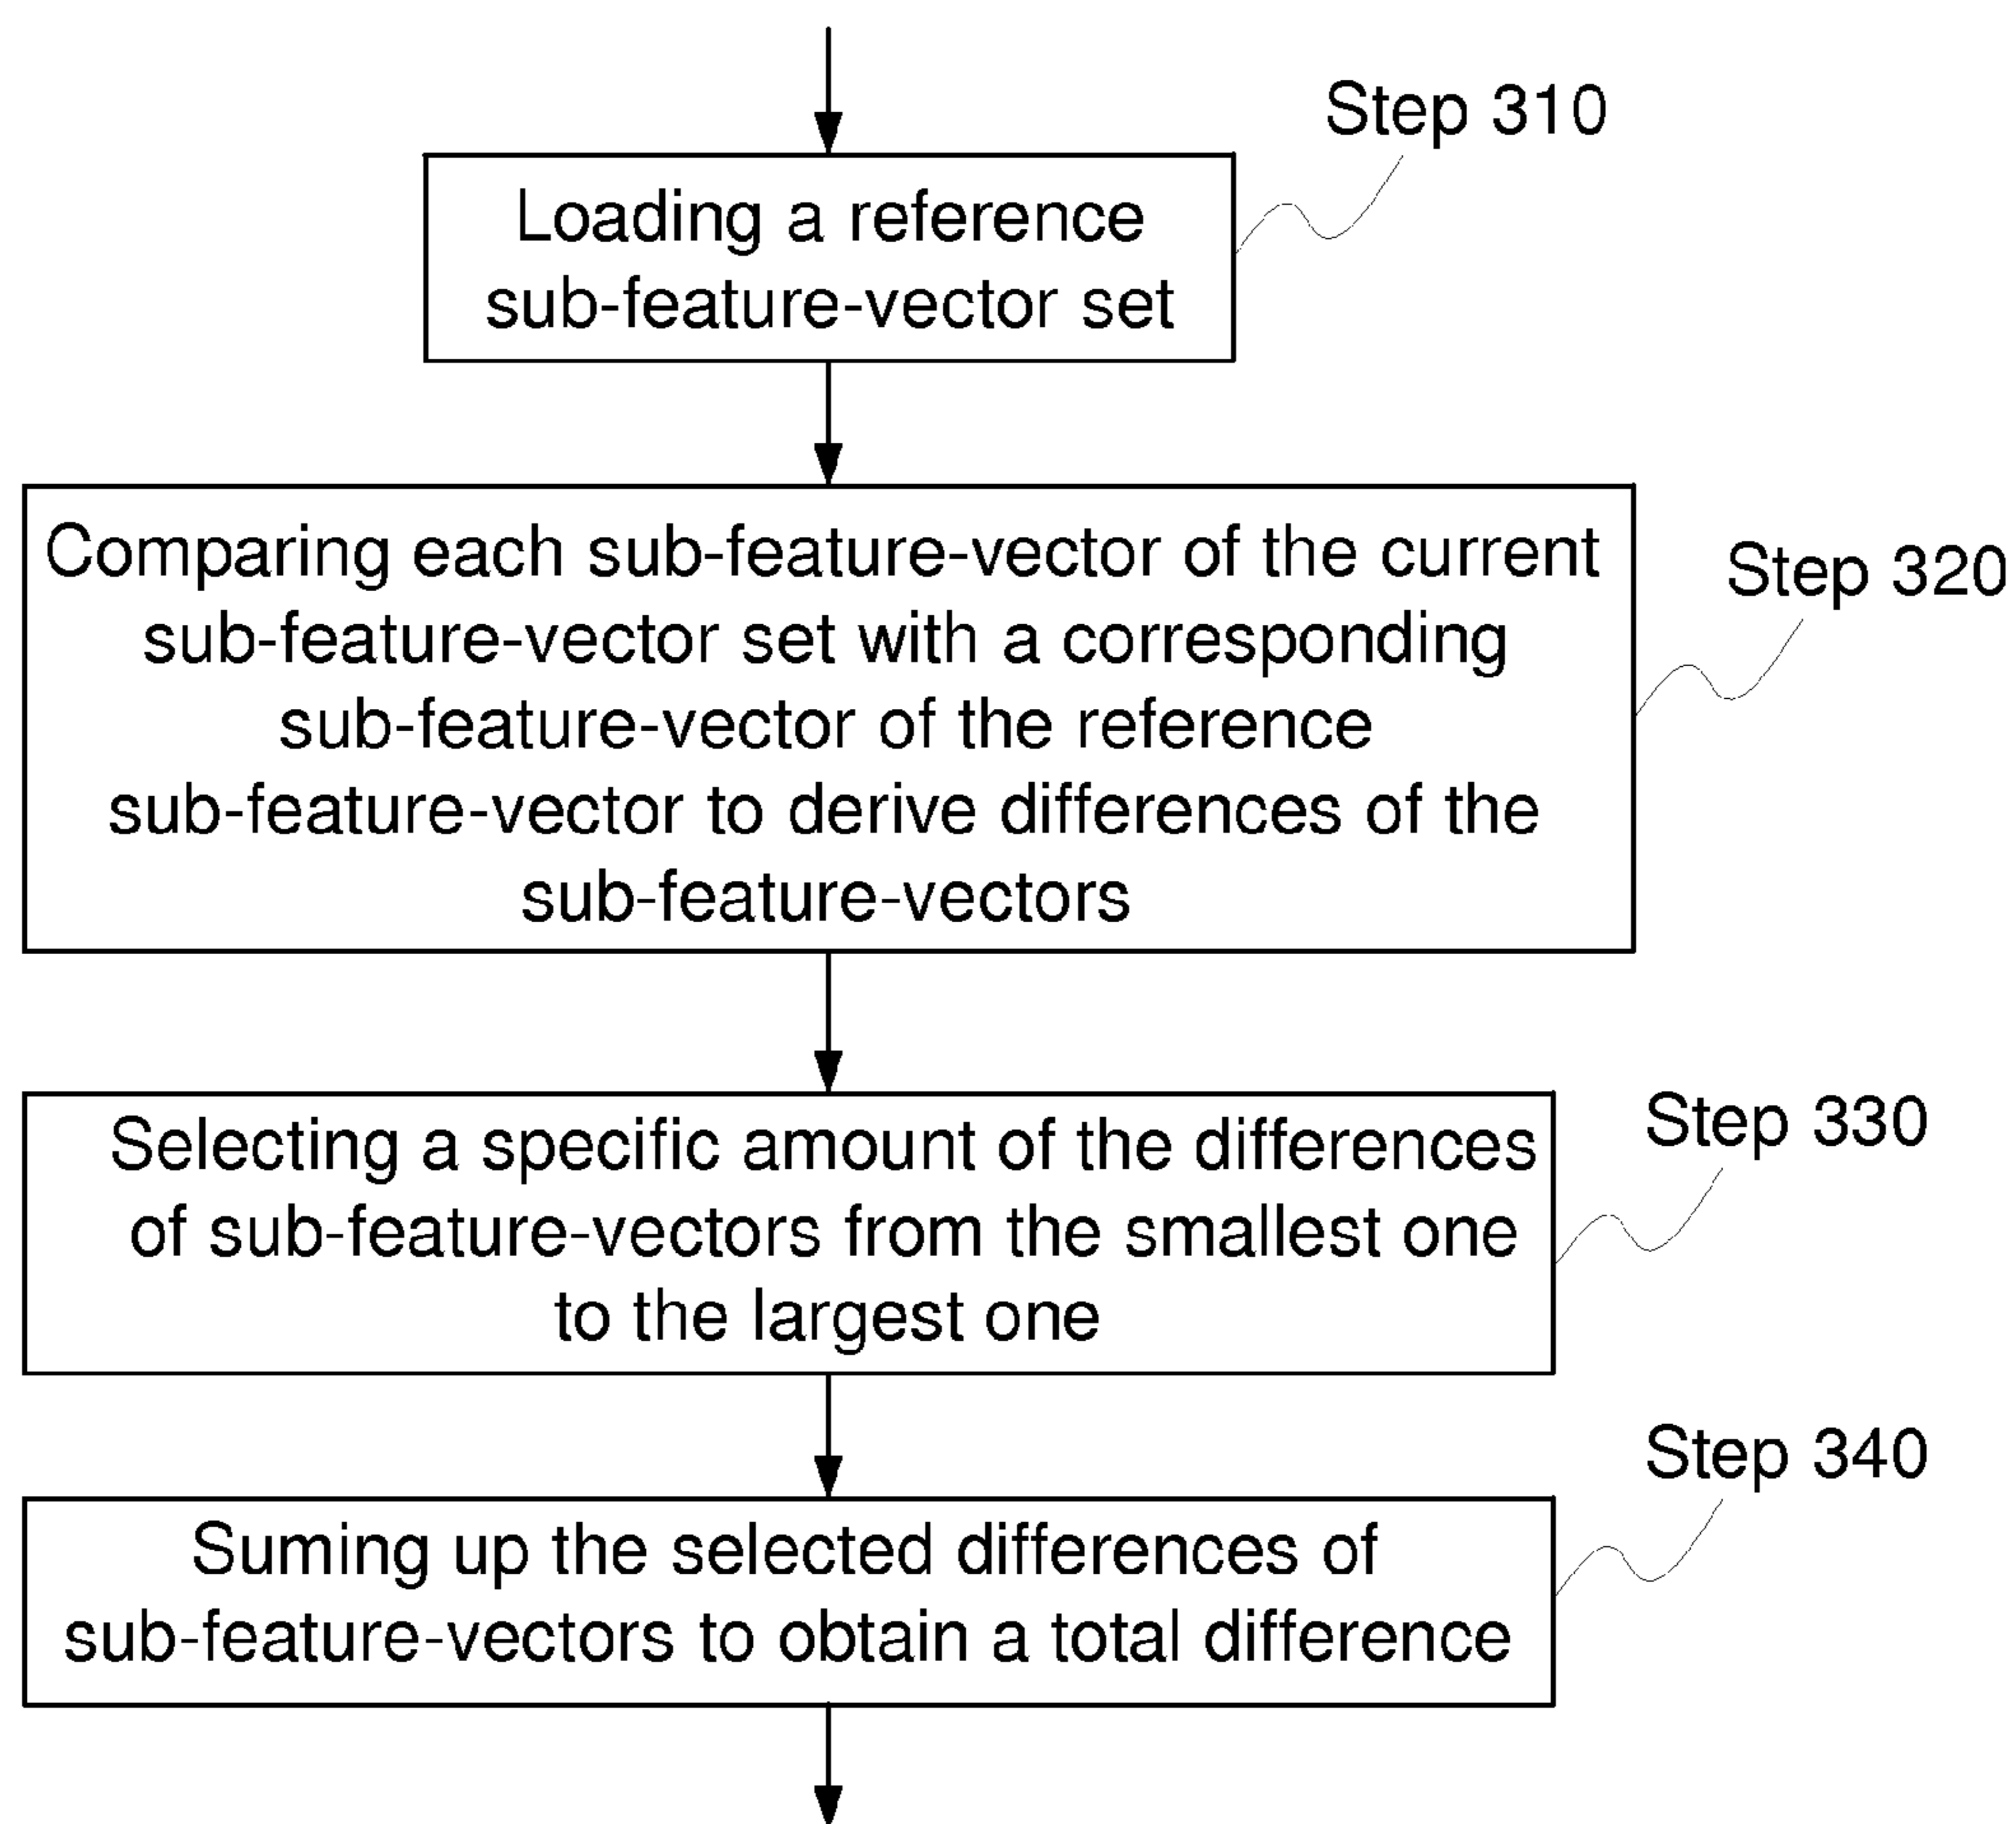 Step 310
Loading a reference
sub-feature-vector set
Comparing each sub-feature-vector of the current
sub-feature-vector set with a corresponding
sub-feature-vector of the reference
sub-feature-vector to derive differences of the
sub-feature-vectors
Step 320
Selecting a specific amount of the differences
of sub-feature-vectors from the smallest one
to the largest one
Step 330
Suming up the selected differences of
sub-feature-vectors to obtain a total difference
Step 340